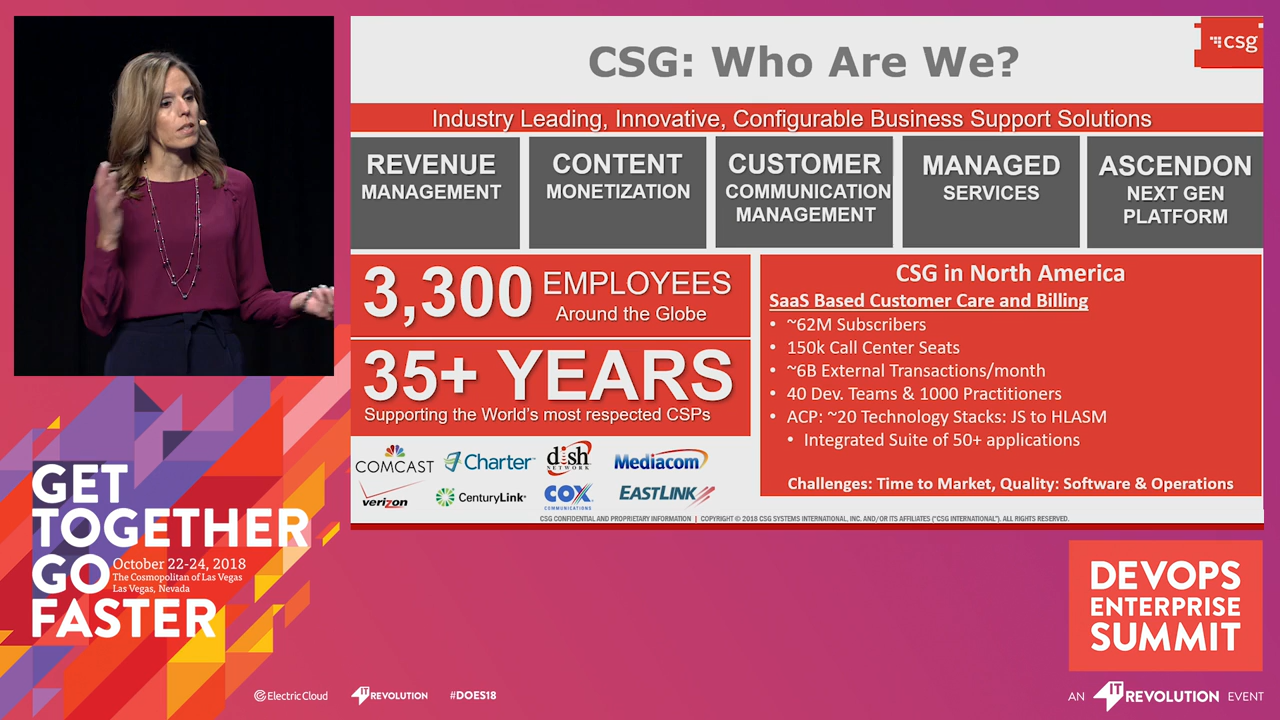 CSG: Who Are We?
csg
Industry Leading, Innovative, Configurable Business Support Solutions
REVENUE
MANAGEMENT
CONTENT
MONETIZATION
CUSTOMER
COMMUNICATION
MANAGEMENT
MANAGED
SERVICES
ASCENDON
NEXT GEN
PLATFORM
3,300 EMPLOYEES
Around the Globe
35+ YEARS
Supporting the World's most respected CSPs
COMCAST
Charter
dish
NETWORK
Mediacom
verizon
CenturyLink
COX
COMMUNICATIONS
EASTLINK
CSG in North America
SaaS Based Customer Care and Billing
• ~62M Subscribers
• 150k Call Center Seats
• ~6B External Transactions/month
• 40 Dev. Teams & 1000 Practitioners
• ACP: ~20 Technology Stacks: JS to HLASM
• Integrated Suite of 50+ applications
Challenges: Time to Market, Quality: Software & Operations
CSG CONFIDENTIAL AND PROPRIETARY INFORMATION | COPYRIGHT © 2018 CSG SYSTEMS INTERNATIONAL, INC. AND/OR ITS AFFILIATES ("CSG INTERNATIONAL"). ALL RIGHTS RESERVED.
GET
TOGETHER
GO
FASTER
October 22-24, 2018
The Cosmopolitan of Las Vegas
Las Vegas, Nevada
DEVOPS
ENTERPRISE
SUMMIT
ElectricCloud
IT REVOLUTION
#DOES18
AN IT REVOLUTION EVENT